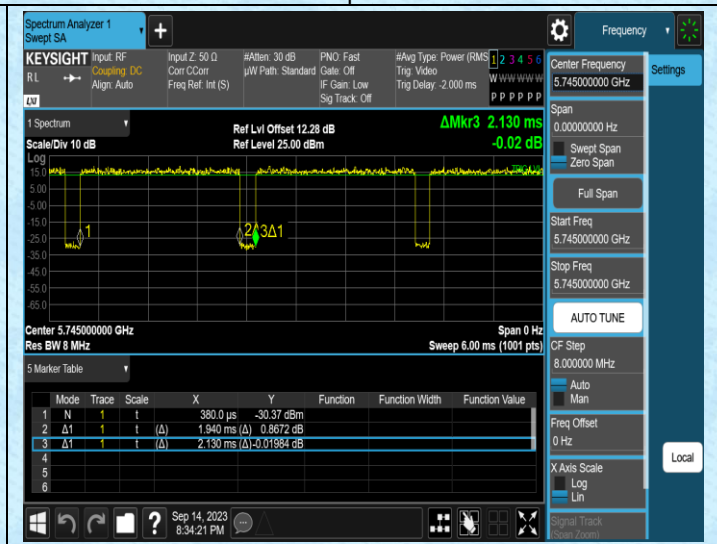 Spectrum Analyzer 1
Swept SA
+
Frequency
KEYSIGHT
RL
LXI
Input: RF
Coupling: DC
Align: Auto
Input Z: 50 Ω
Corr CCorr
Freq Ref: Int (S)
#Atten: 30 dB
µW Path: Standard
PNO: Fast
Gate: Off
IF Gain: Low
Sig Track: Off
#Avg Type: Power (RMS
Trig: Video
Trig Delay: -2.000 ms
1 2 3 4 5 6
W W W W W W
P P P P P P
1 Spectrum
Scale/Div 10 dB
Ref Lvl Offset 12.28 dB
Ref Level 25.00 dBm
ΔMkr3 2.130 ms
-0.02 dB
Log
15.0
5.00
-5.00
-15.0
-25.0
-35.0
-45.0
-55.0
-65.0
1
2Δ
3Δ1
Center 5.745000000 GHz
Res BW 8 MHz
Span 0 Hz
Sweep 6.00 ms (1001 pts)
5 Marker Table
Mode Trace Scale X Y Function Function Width Function Value
1 N 1 t 380.0 µs -30.37 dBm
2 Δ1 1 t (Δ) 1.940 ms (Δ) 0.8672 dB
3 Δ1 1 t (Δ) 2.130 ms (Δ) -0.01984 dB
4
5
6
Sep 14, 2023
8:34:21 PM
Center Frequency
5.745000000 GHz
Span
0.00000000 Hz
Swept Span
Zero Span
Full Span
Start Freq
5.745000000 GHz
Stop Freq
5.745000000 GHz
AUTO TUNE
CF Step
8.000000 MHz
Auto
Man
Freq Offset
0 Hz
X Axis Scale
Log
Lin
Signal Track
(Span Zoom)
Settings
Local